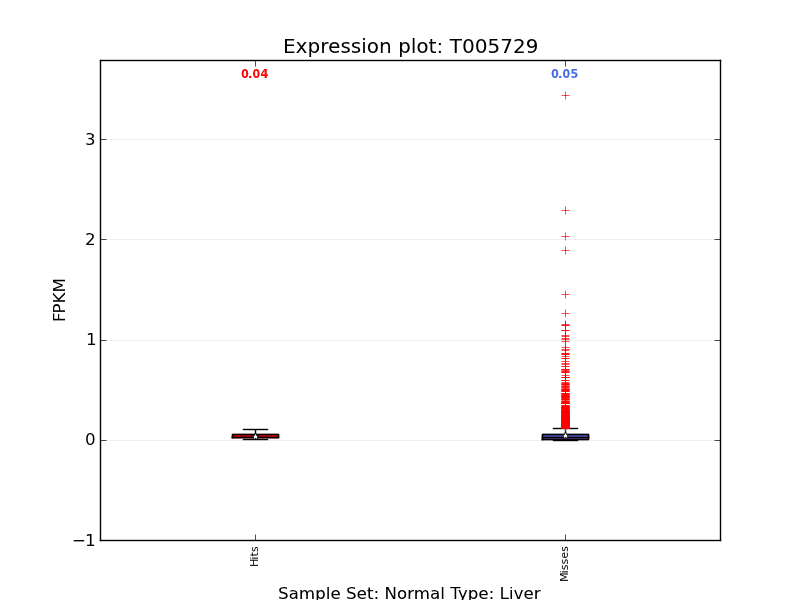 Expression plot: T005729
0.04
0.05
3
2
1
0
−1
FPKM
Hits
Misses
Sample Set: Normal Type: Liver